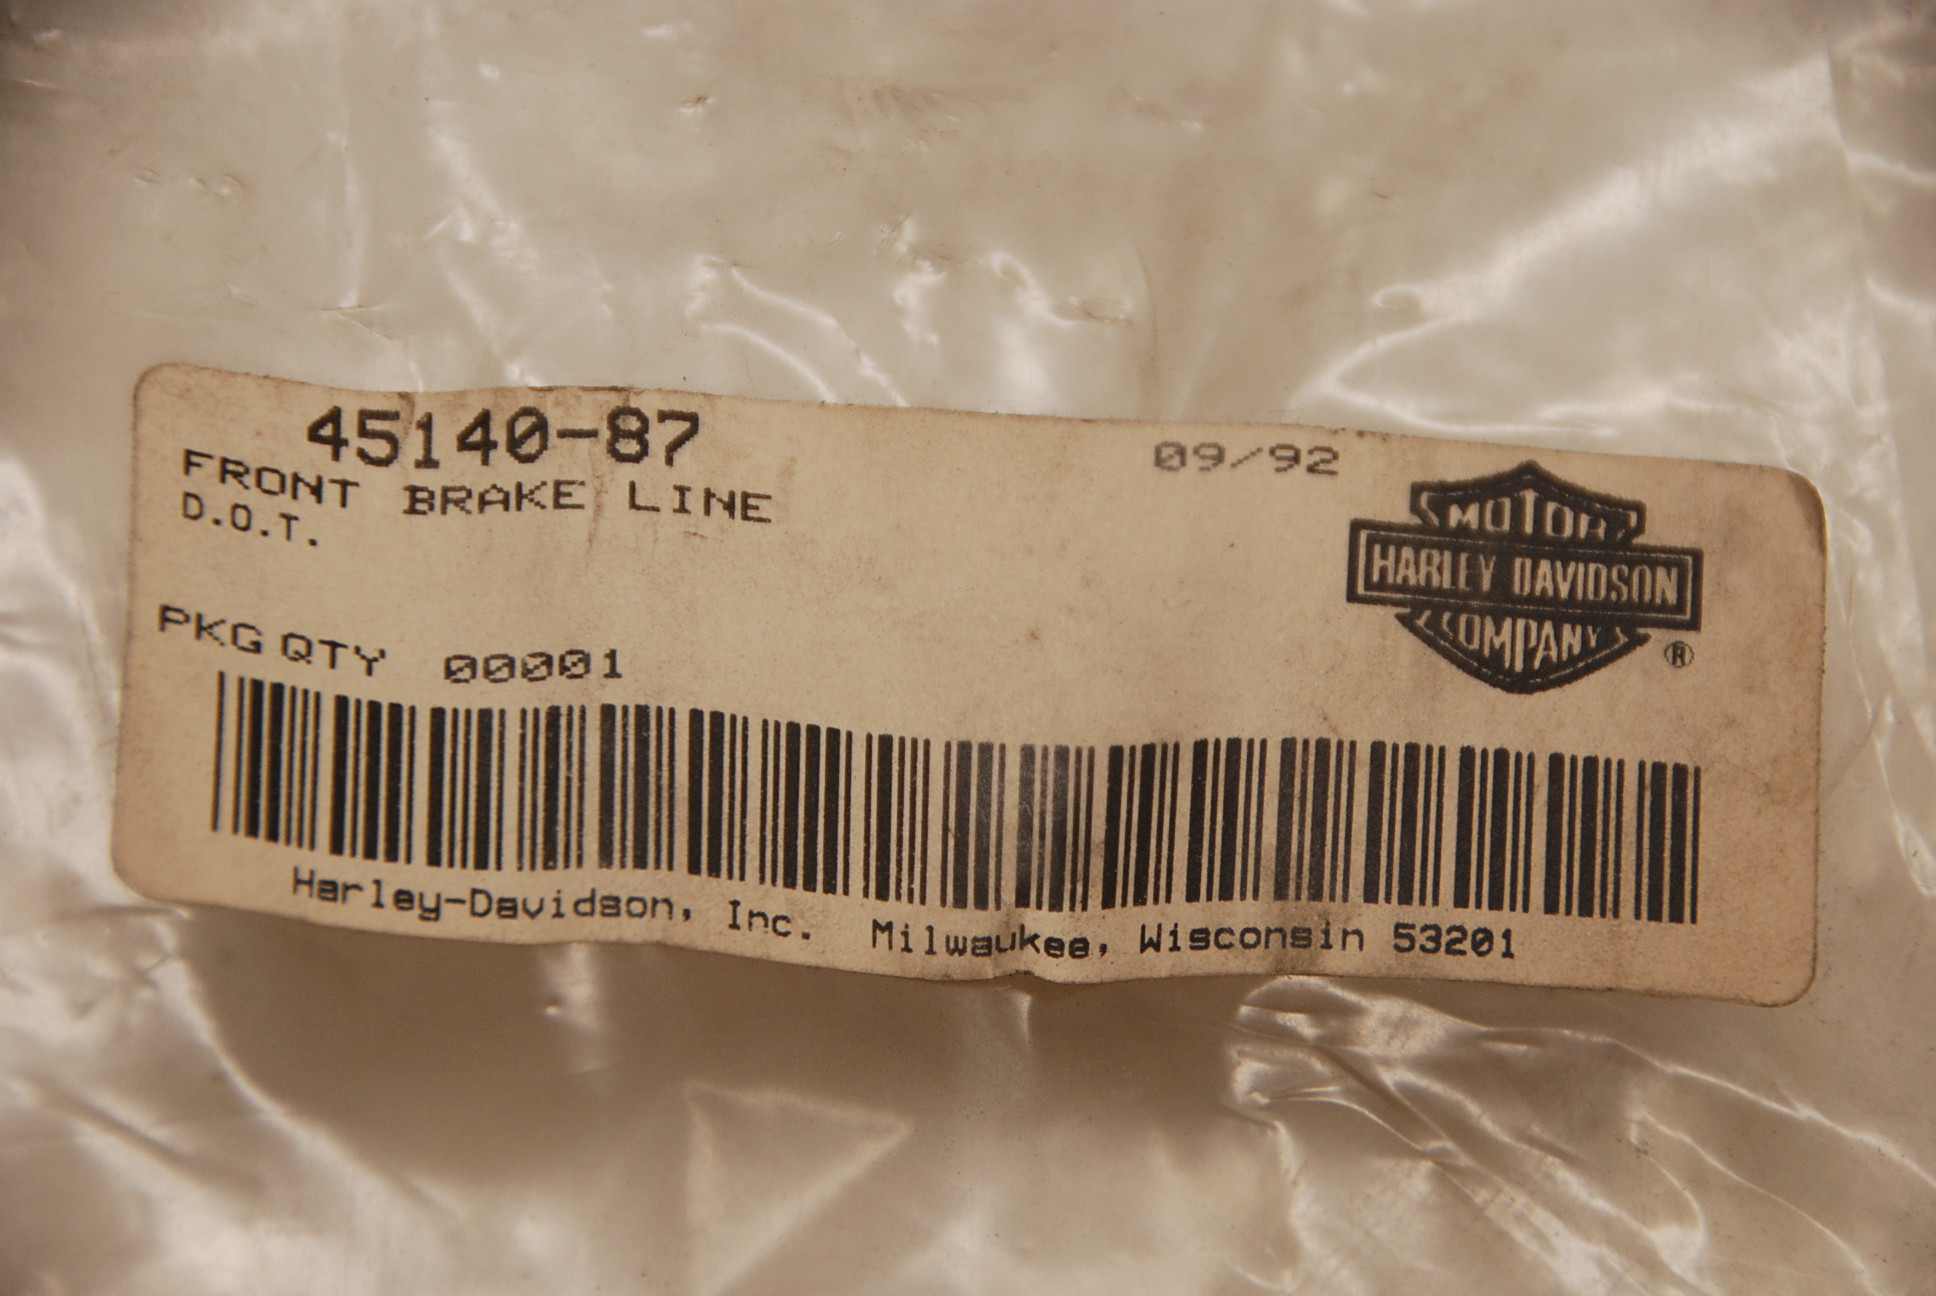 45140-87
09/92
FRONT BRAKE LINE
D.O.T.
MOTOR
HARLEY DAVIDSON
COMPANY
®
PKG QTY 00001
Harley-Davidson, Inc. Milwaukee, Wisconsin 53201